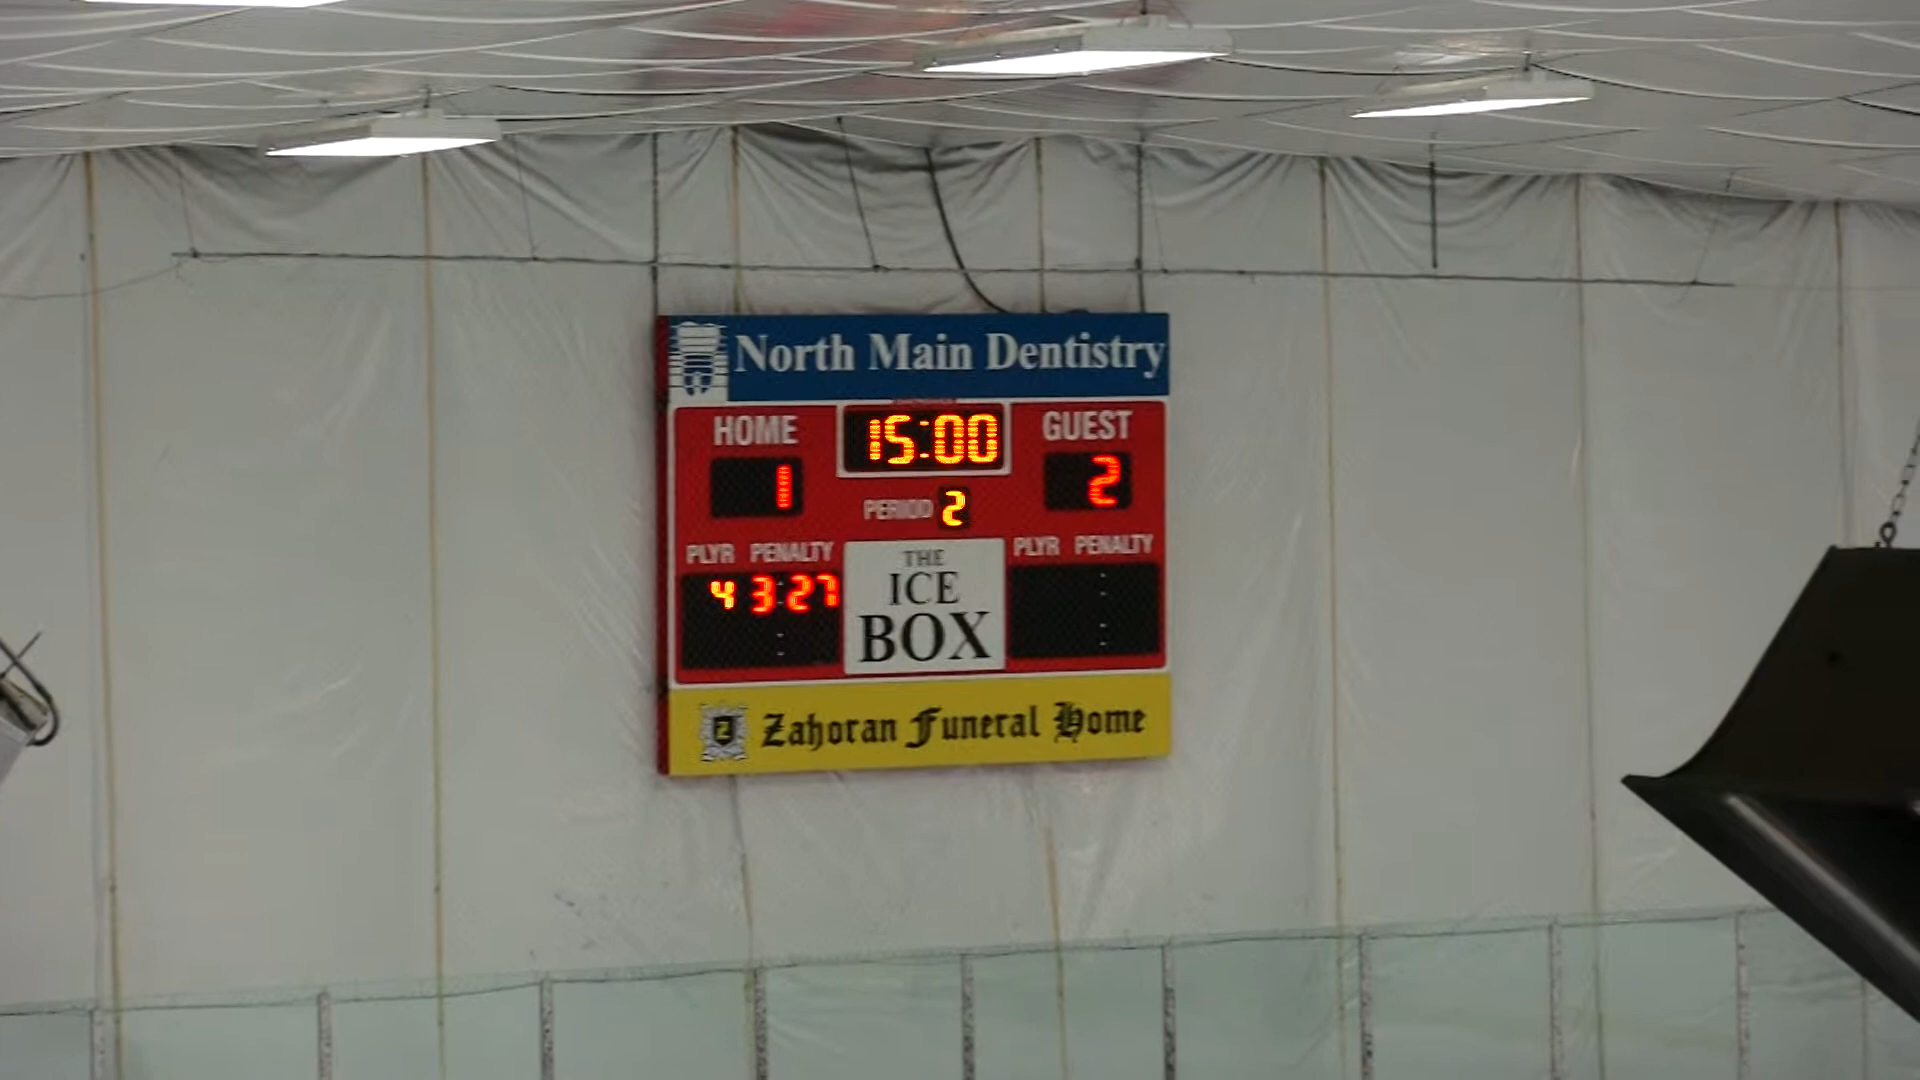 North Main Dentistry
HOME 15:00 GUEST
1 PERIOD 2 2
PLYR PENALTY PLYR PENALTY
4 3:27
THE
ICE
BOX
Z Zahoran Funeral Home